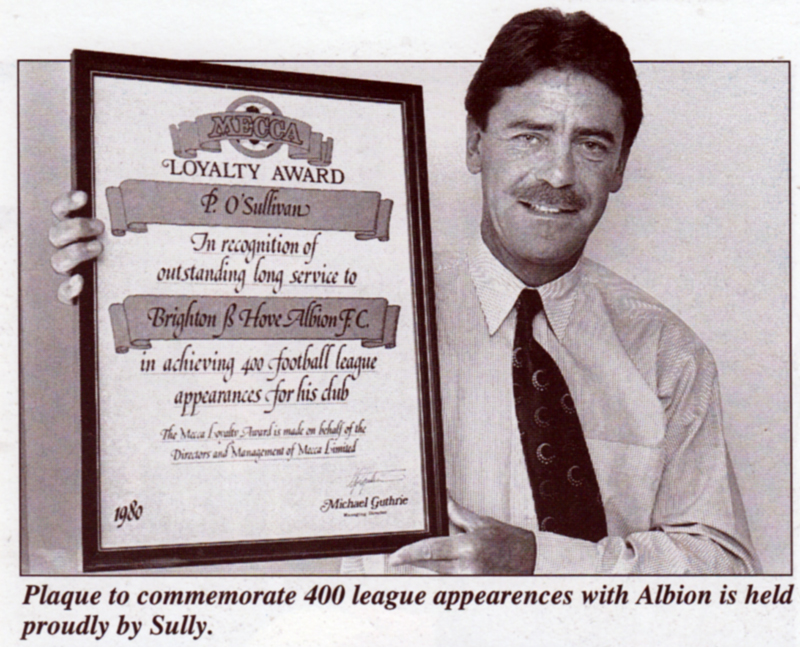 MECCA
LOYALTY AWARD
P. O'Sullivan
In recognition of
outstanding long service to
Brighton & Hove Albion F.C.
in achieving 400 football league
appearances for his club
The Mecca Loyalty Award is made on behalf of the
Directors and Management of Mecca Limited
Michael Guthrie
Managing Director
1980
Plaque to commemorate 400 league appearences with Albion is held
proudly by Sully.